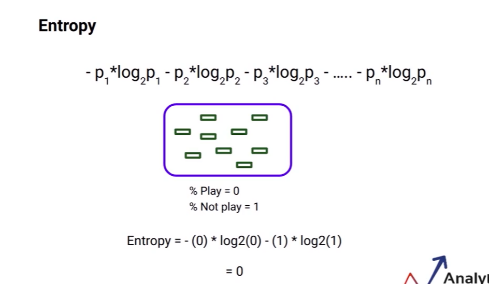 Entropy
- p₁*log₂p₁ - p₂*log₂p₂ - p₃*log₂p₃ - ..... - pₙ*log₂pₙ
% Play = 0
% Not play = 1
Entropy = - (0) * log2(0) - (1) * log2(1)
= 0